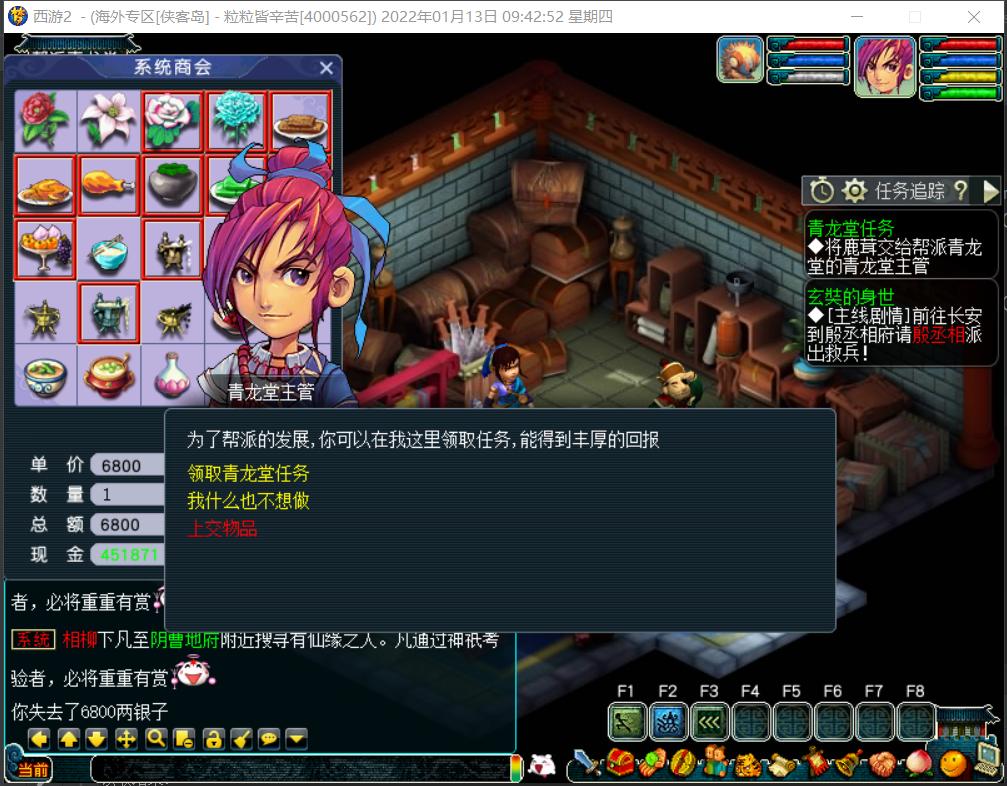 西游2 - (海外专区[侠客岛] - 粒粒皆辛苦[4000562]) 2022年01月13日 09:42:52 星期四
系统商会
任务追踪 ?
青龙堂任务
◆将鹿茸交给帮派青龙
堂的青龙堂主管
玄奘的身世
◆[主线剧情]前往长安
到殷丞相府请殷丞相派
出救兵!
青龙堂主管
为了帮派的发展,你可以在我这里领取任务,能得到丰厚的回报
领取青龙堂任务
我什么也不想做
上交物品
单 价 6800
数 量 1
总 额 6800
现 金 451871
者，必将重重有赏
系统 相柳下凡至阴曹地府附近搜寻有仙缘之人。凡通过神祇考
验者，必将重重有赏
你失去了6800两银子
F1 F2 F3 F4 F5 F6 F7 F8
当前